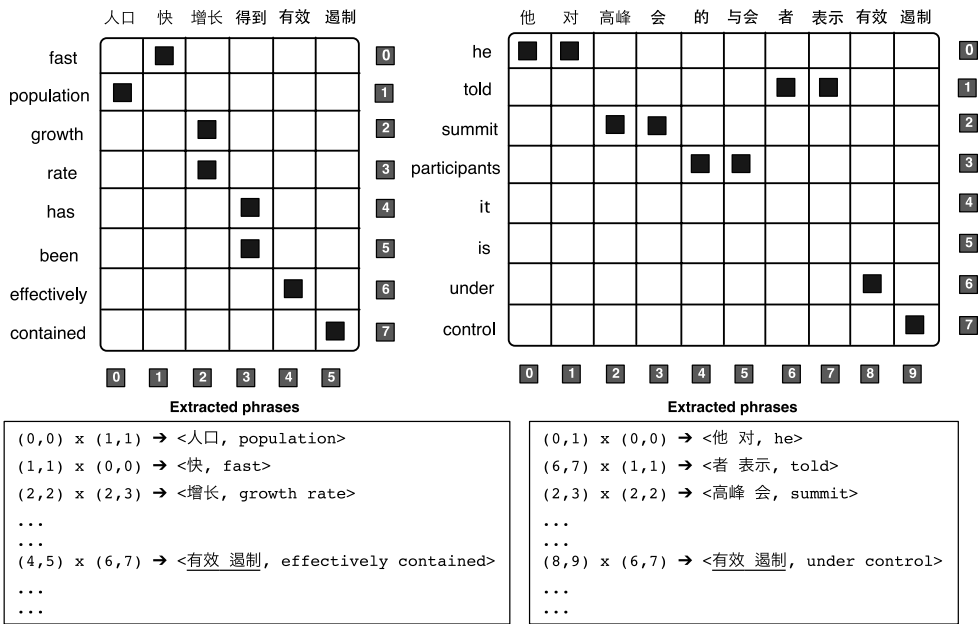 人口 快 增长 得到 有效 遏制
fast 0
population 1
growth 2
rate 3
has 4
been 5
effectively 6
contained 7
0 1 2 3 4 5
Extracted phrases
(0,0) x (1,1) ➔ <人口, population>
(1,1) x (0,0) ➔ <快, fast>
(2,2) x (2,3) ➔ <增长, growth rate>
...
...
(4,5) x (6,7) ➔ <有效 遏制, effectively contained>
...
...
他 对 高峰 会 的 与会 者 表示 有效 遏制
he 0
told 1
summit 2
participants 3
it 4
is 5
under 6
control 7
0 1 2 3 4 5 6 7 8 9
Extracted phrases
(0,1) x (0,0) ➔ <他 对, he>
(6,7) x (1,1) ➔ <者 表示, told>
(2,3) x (2,2) ➔ <高峰 会, summit>
...
...
(8,9) x (6,7) ➔ <有效 遏制, under control>
...
...